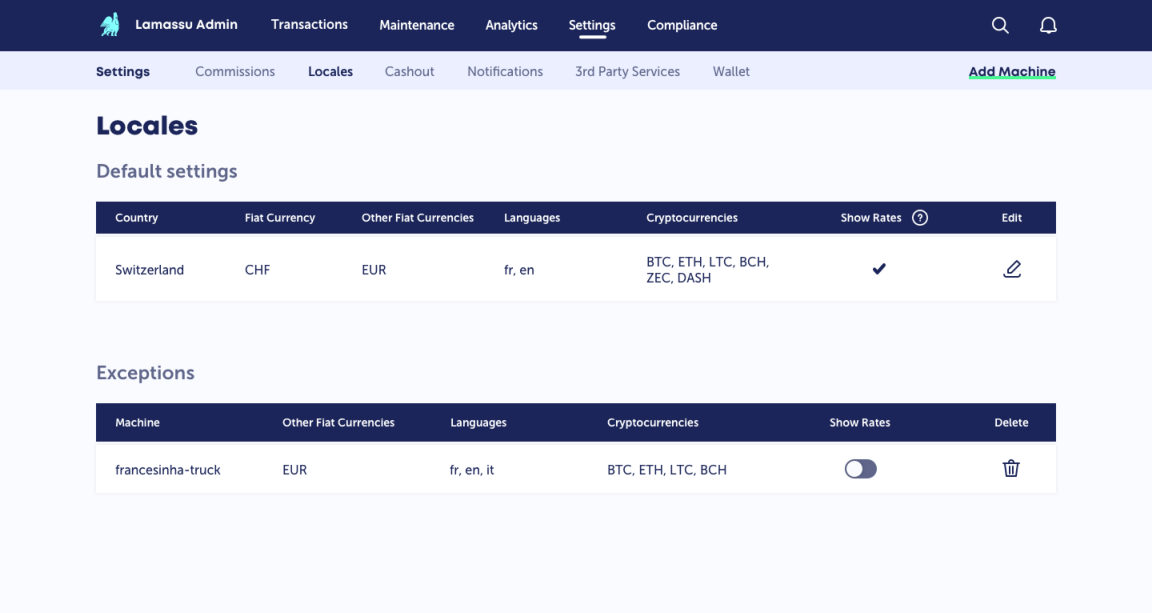 Lamassu Admin Transactions Maintenance Analytics Settings Compliance
Settings Commissions Locales Cashout Notifications 3rd Party Services Wallet Add Machine
Locales
Default settings
Country Fiat Currency Other Fiat Currencies Languages Cryptocurrencies Show Rates ? Edit
Switzerland CHF EUR fr, en BTC, ETH, LTC, BCH,
ZEC, DASH
Exceptions
Machine Other Fiat Currencies Languages Cryptocurrencies Show Rates Delete
francesinha-truck EUR fr, en, it BTC, ETH, LTC, BCH